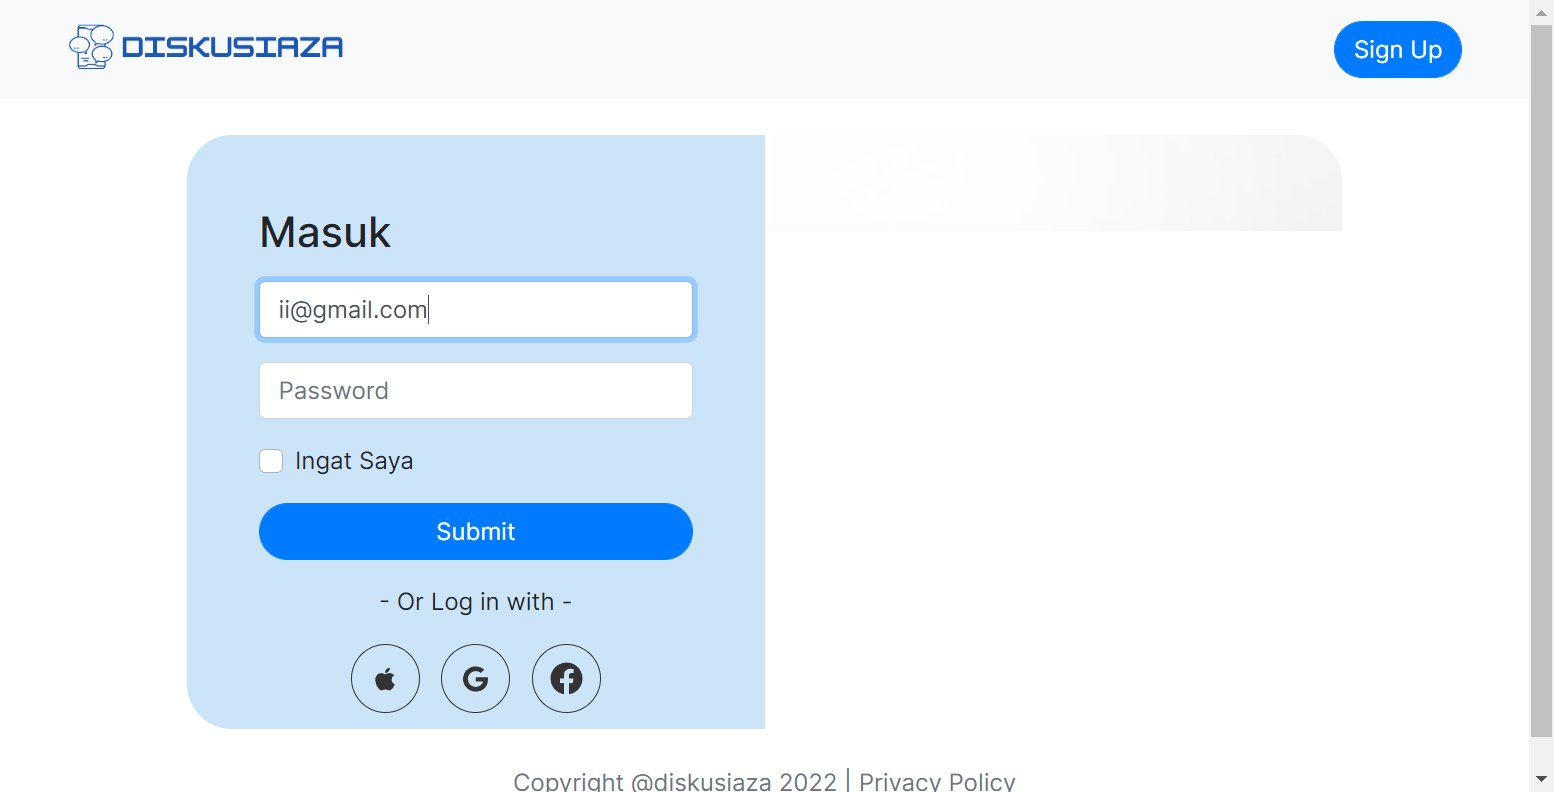 DISKUSIAZA
Sign Up
Masuk
ii@gmail.com
Password
Ingat Saya
Submit
- Or Log in with -
Copyright @diskusiaza 2022 | Privacy Policy